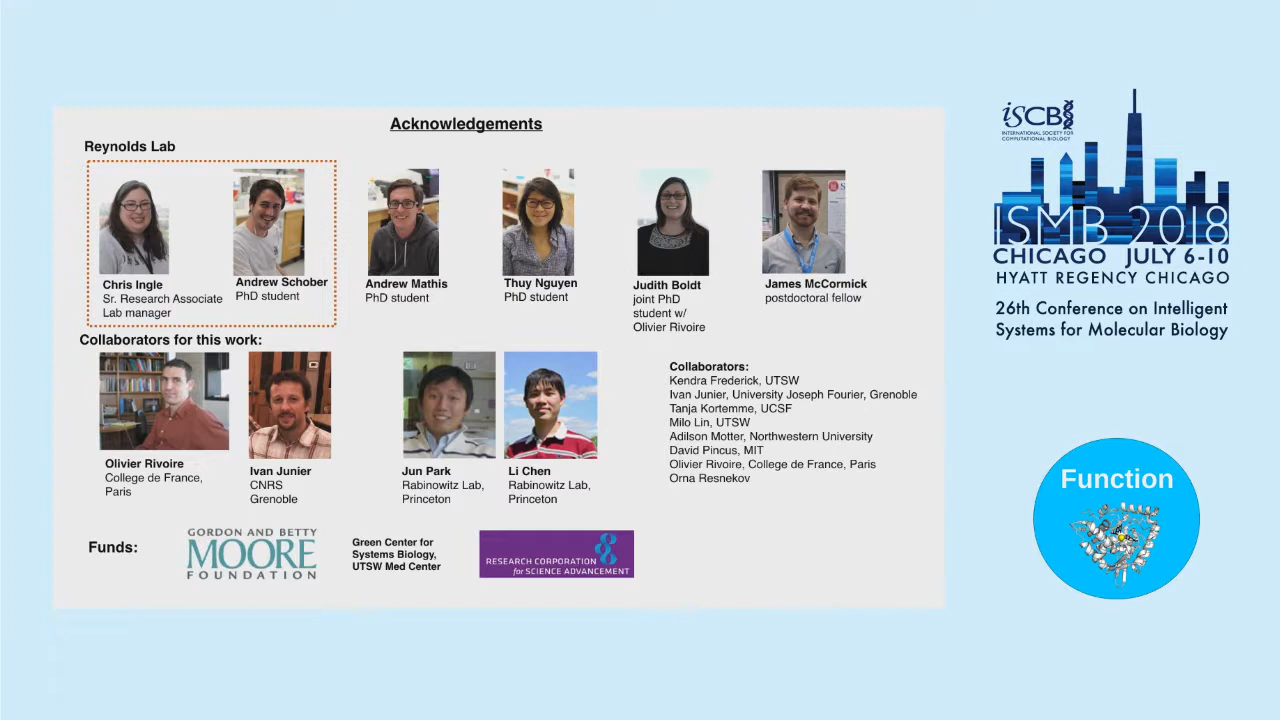 Acknowledgements
Reynolds Lab
Chris Ingle
Sr. Research Associate
Lab manager
Andrew Schober
PhD student
Andrew Mathis
PhD student
Thuy Nguyen
PhD student
Judith Boldt
joint PhD
student w/
Olivier Rivoire
James McCormick
postdoctoral fellow
Collaborators for this work:
Olivier Rivoire
College de France,
Paris
Ivan Junier
CNRS
Grenoble
Jun Park
Rabinowitz Lab,
Princeton
Li Chen
Rabinowitz Lab,
Princeton
Collaborators:
Kendra Frederick, UTSW
Ivan Junier, University Joseph Fourier, Grenoble
Tanja Kortemme, UCSF
Milo Lin, UTSW
Adilson Motter, Northwestern University
David Pincus, MIT
Olivier Rivoire, College de France, Paris
Orna Resnekov
Funds:
GORDON AND BETTY
MOORE
FOUNDATION
Green Center for
Systems Biology,
UTSW Med Center
RESEARCH CORPORATION
for SCIENCE ADVANCEMENT
iSCB
INTERNATIONAL SOCIETY FOR
COMPUTATIONAL BIOLOGY
ISMB 2018
CHICAGO JULY 6-10
HYATT REGENCY CHICAGO
26th Conference on Intelligent
Systems for Molecular Biology
Function